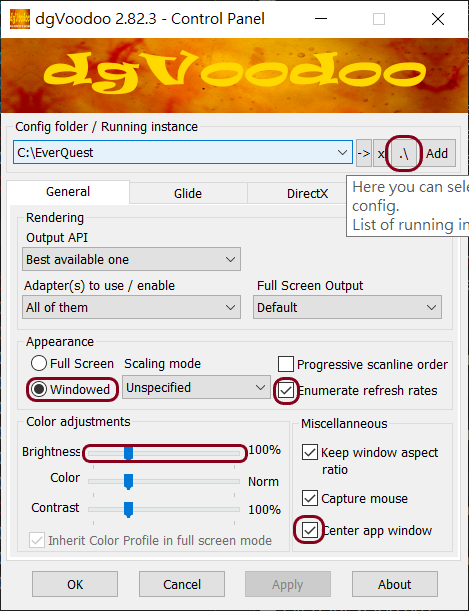 dgVoodoo 2.82.3 - Control Panel
dgVoodoo
Config folder / Running instance
C:\EverQuest
->
x
.\
Add
General
Glide
DirectX
Here you can sele
config.
List of running in
Rendering
Output API
Best available one
Adapter(s) to use / enable
Full Screen Output
All of them
Default
Appearance
Full Screen
Scaling mode
Progressive scanline order
Windowed
Unspecified
Enumerate refresh rates
Color adjustments
Miscellaneous
Brightness
100%
Keep window aspect
ratio
Color
Norm
Capture mouse
Contrast
100%
Center app window
Inherit Color Profile in full screen mode
OK
Cancel
Apply
About